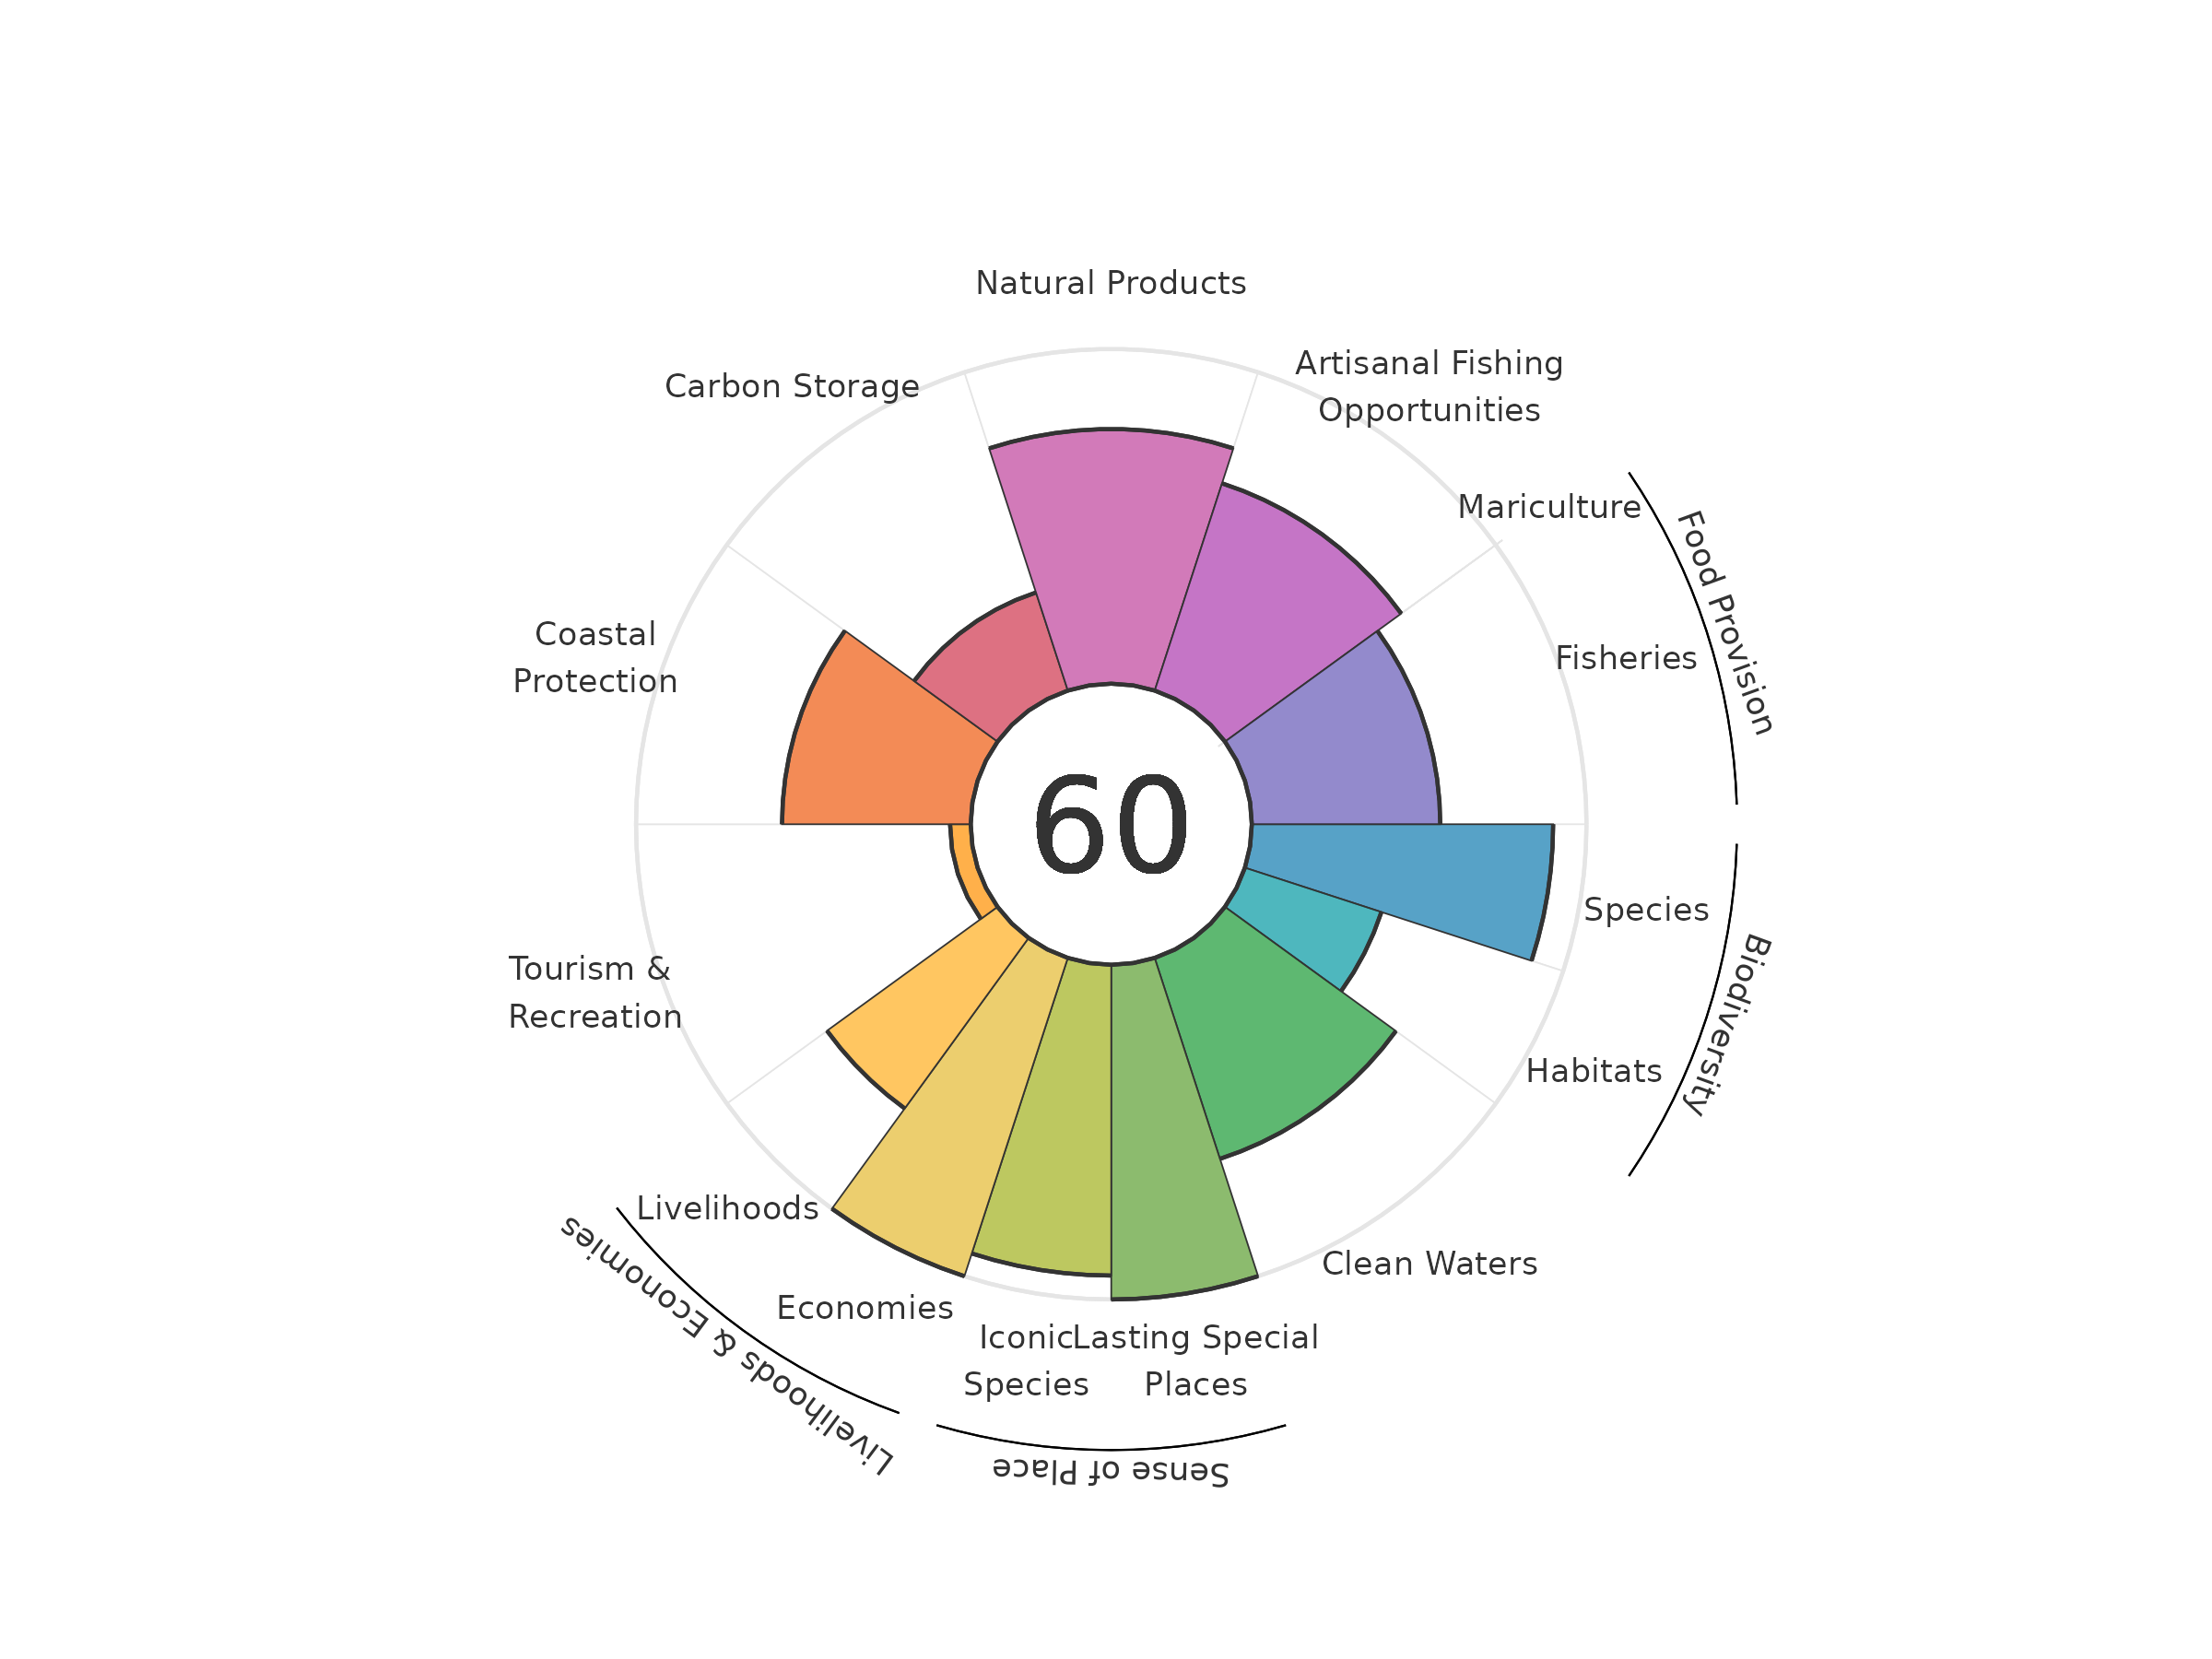 Natural Products
Artisanal Fishing
Opportunities
Carbon Storage
Mariculture
Food Provision
Coastal
Protection
Fisheries
60
Species
Biodiversity
Tourism &
Recreation
Habitats
Livelihoods
Clean Waters
Livelihoods & Economies
Economies
Iconic
Species
Lasting Special
Places
Sense of Place